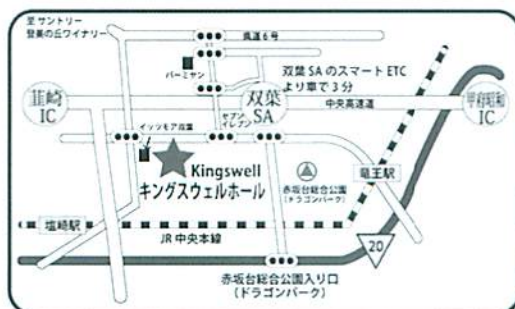 至 サントリー
登美の丘ワイナリー
県道6号
バーミヤン
双葉 SA のスマート ETC
より車で 3 分
韮崎
IC
双葉
SA
中央高速道
甲府昭和
IC
イッツモア双葉
セブン
イレブン
Kingswell
キングスウェルホール
赤坂台総合公園
(ドラゴンパーク)
竜王駅
塩崎駅
JR 中央本線
20
赤坂台総合公園入り口
(ドラゴンパーク)